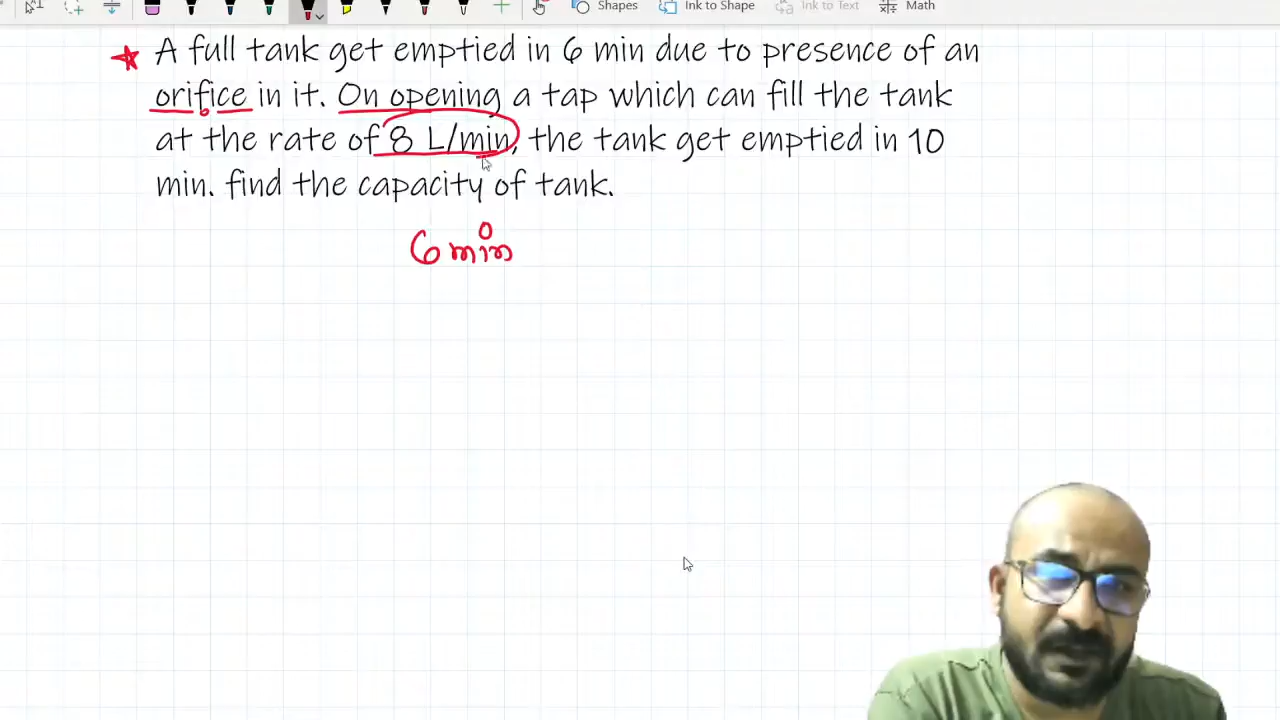 Shapes Ink to Shape Ink to Text Math
A full tank get emptied in 6 min due to presence of an
orifice in it. On opening a tap which can fill the tank
at the rate of 8 L/min, the tank get emptied in 10
min. find the capacity of tank.
6 min